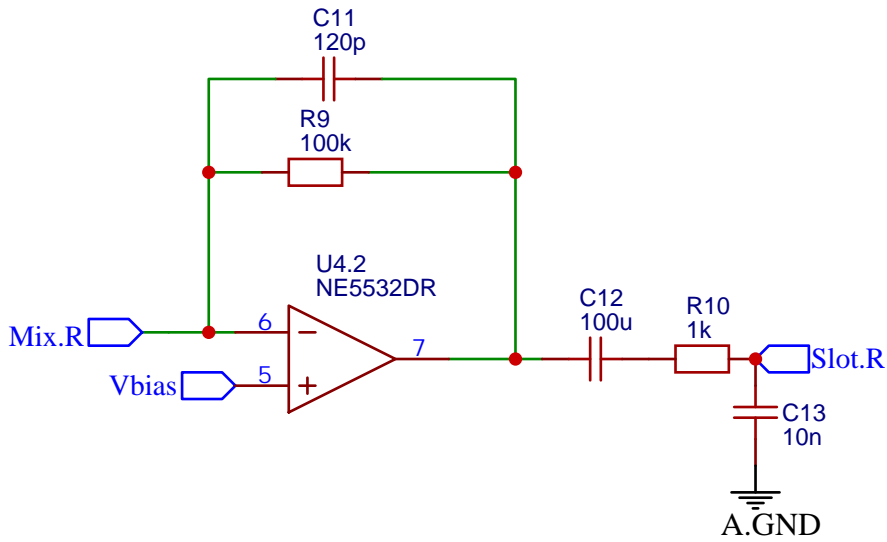 C11
120p
R9
100k
U4.2
NE5532DR
Mix.R
6
Vbias
5
7
C12
100u
R10
1k
Slot.R
C13
10n
A.GND